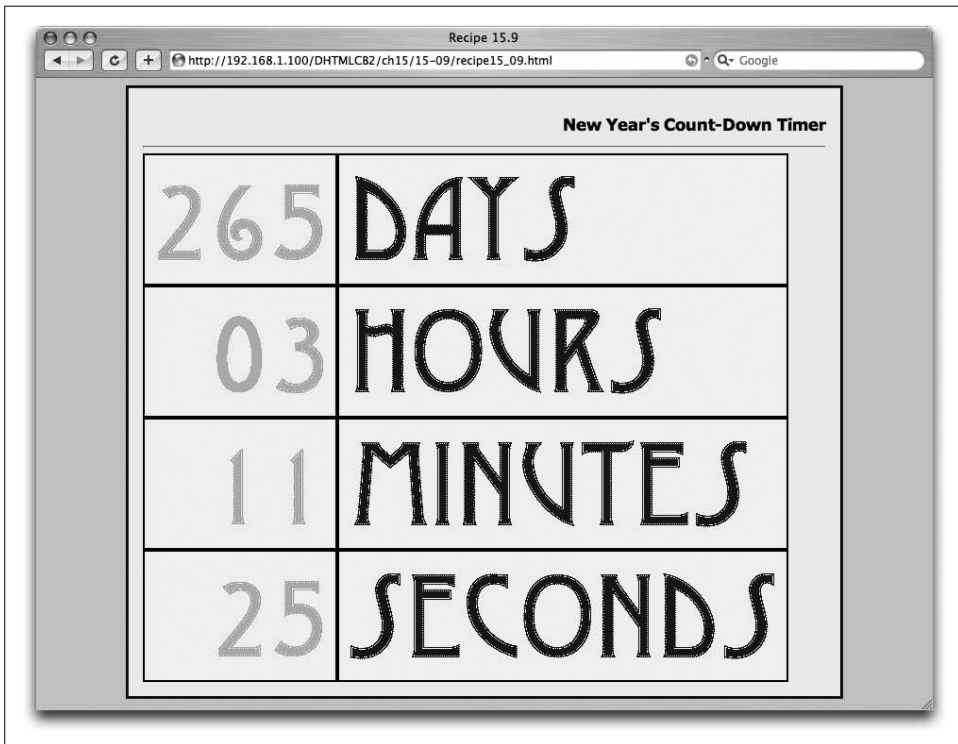 Recipe 15.9
http://192.168.1.100/DHTMLCB2/ch15/15-09/recipe15_09.html Google
New Year's Count-Down Timer
265 DAYS
03 HOURS
11 MINUTES
25 SECONDS